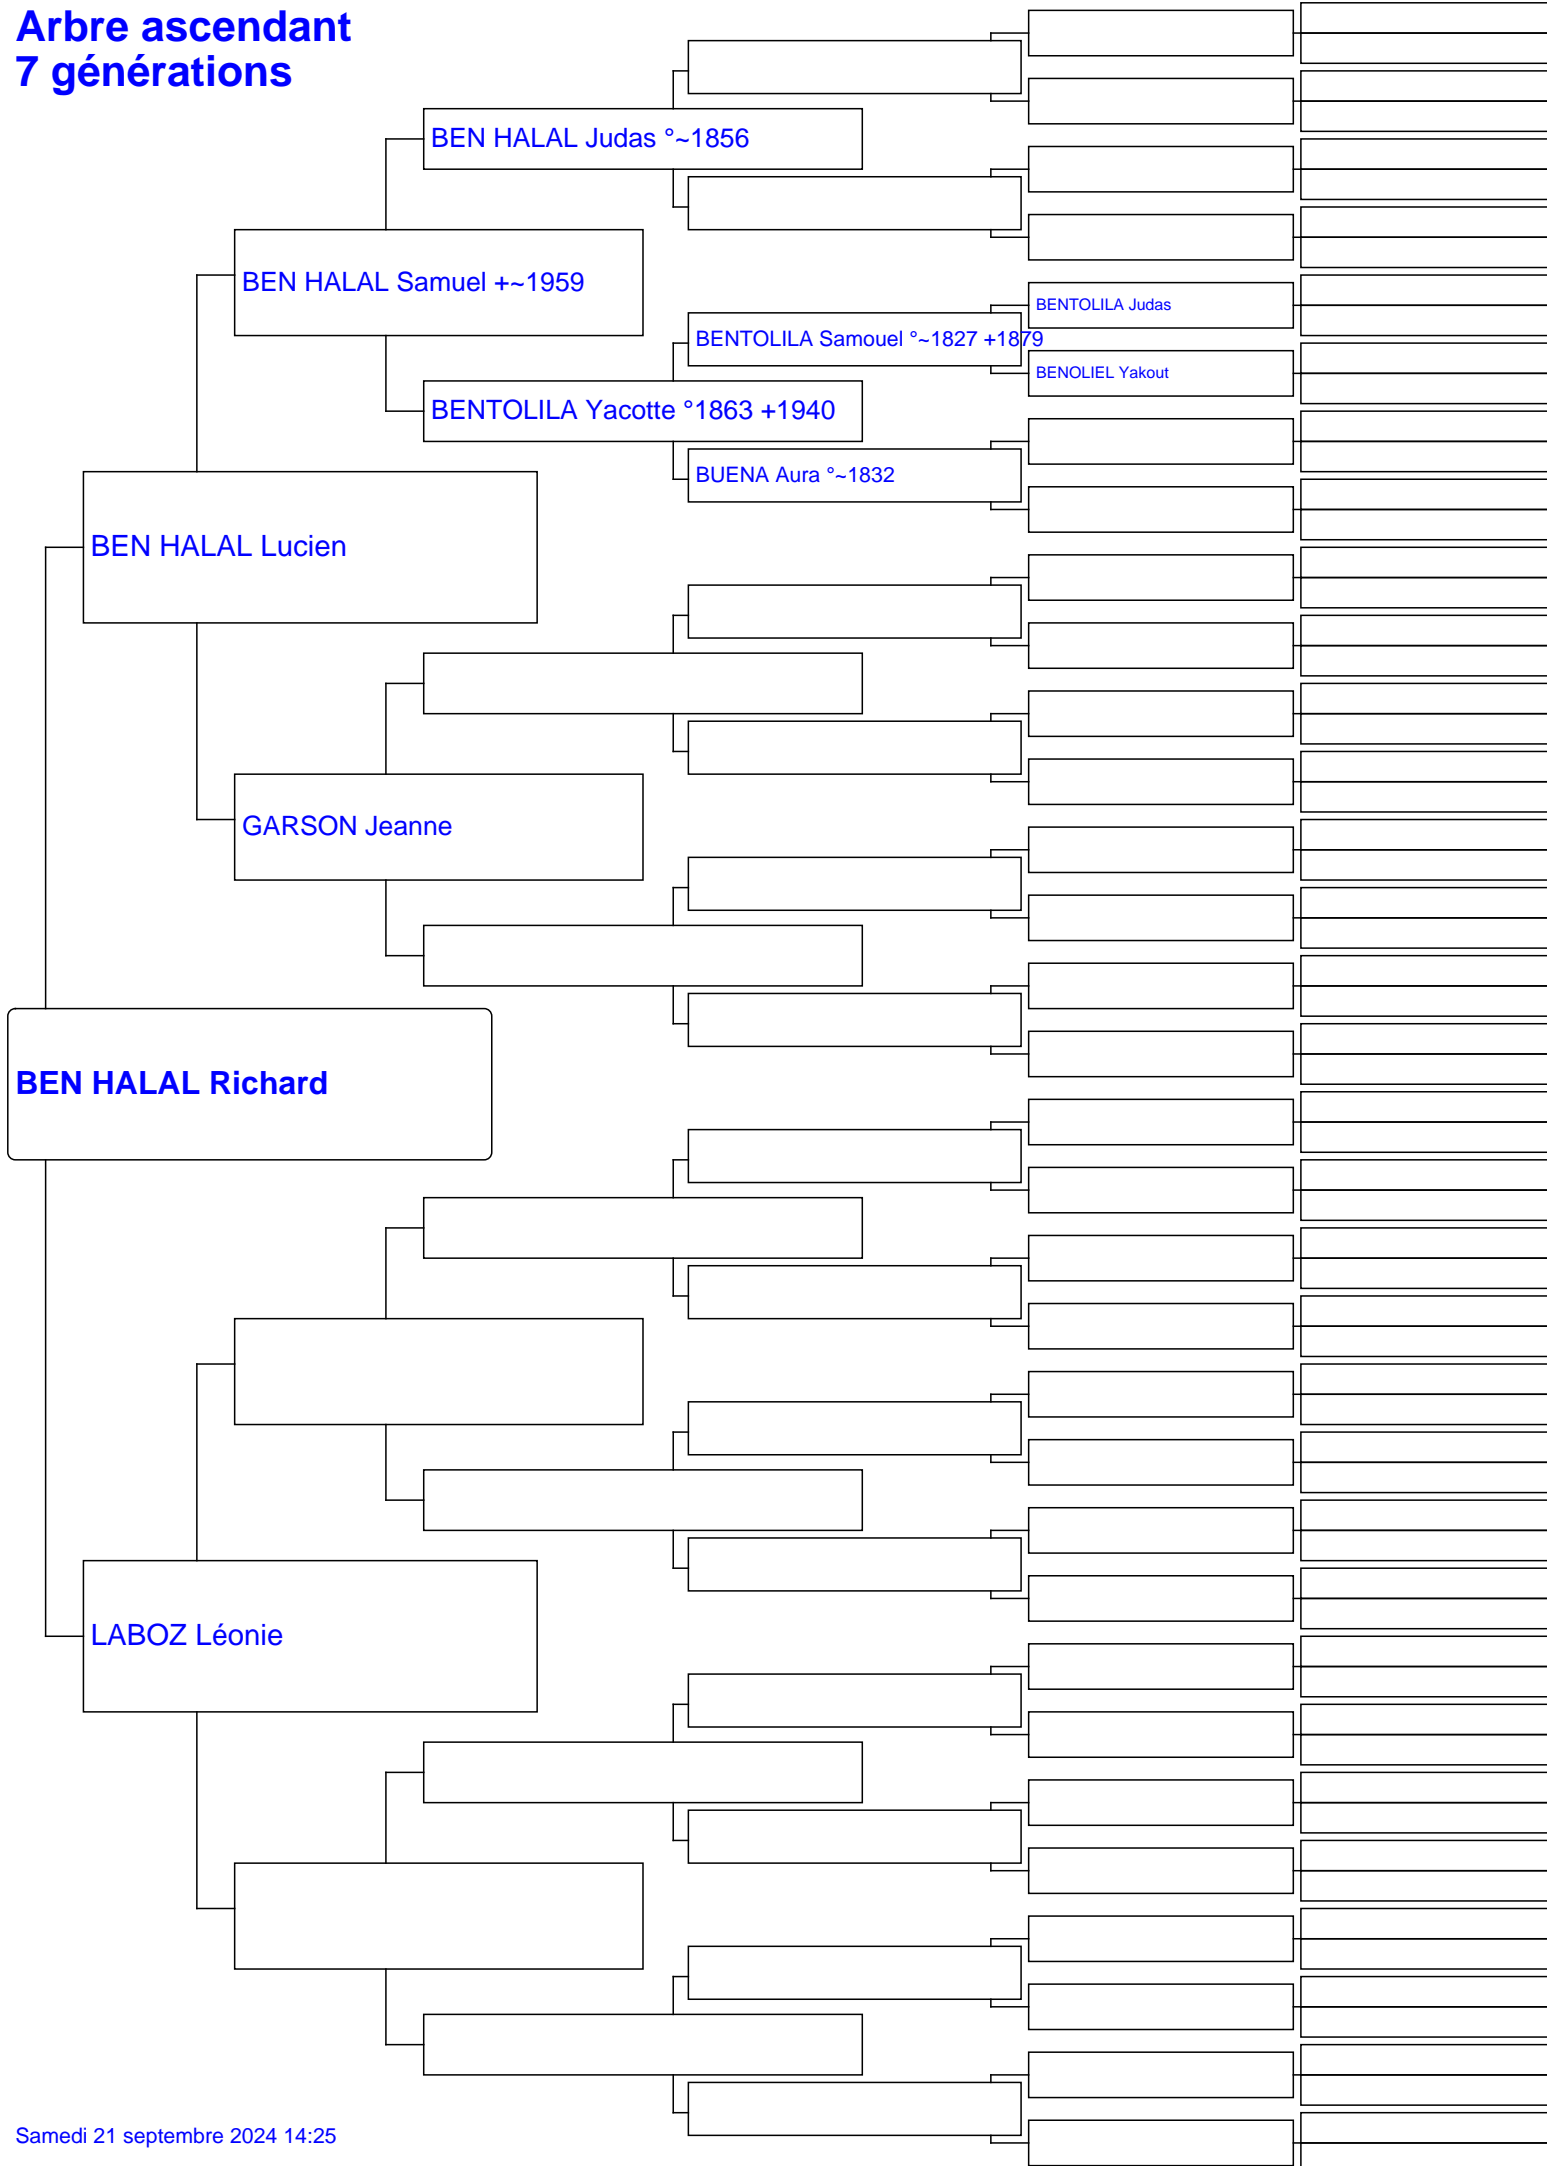 Arbre ascendant
7 générations
BEN HALAL Judas °~1856
BEN HALAL Samuel +~1959
BENTOLILA Judas
BENTOLILA Samouel °~1827 +1879
BENOLIEL Yakout
BENTOLILA Yacotte °1863 +1940
BUENA Aura °~1832
BEN HALAL Lucien
GARSON Jeanne
BEN HALAL Richard
LABOZ Léonie
Samedi 21 septembre 2024 14:25